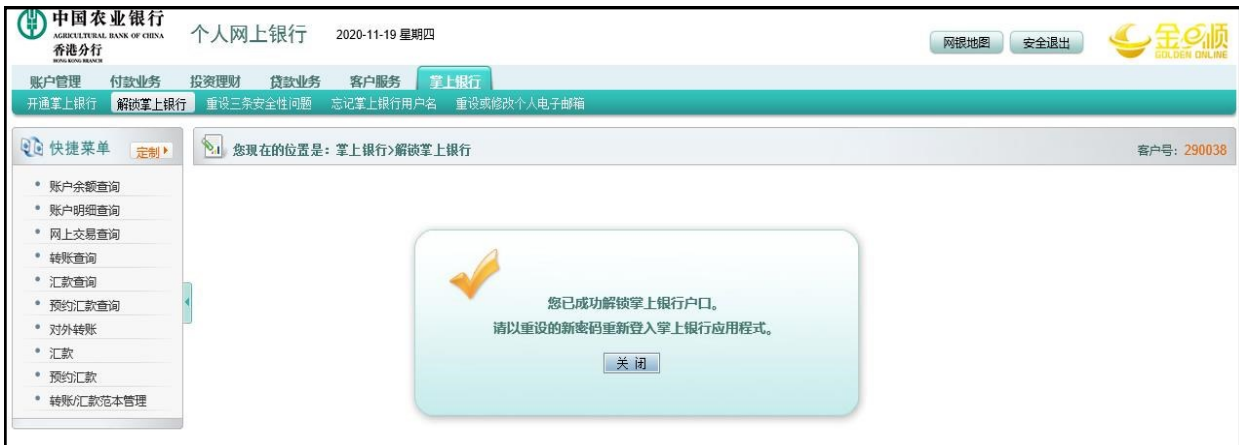 中国农业银行
AGRICULTURAL BANK OF CHINA
香港分行
HONG KONG BRANCH
个人网上银行
2020-11-19 星期四
网银地图
安全退出
金e顺
GOLDEN ONLINE
账户管理 付款业务 投资理财 贷款业务 客户服务 掌上银行
开通掌上银行 解锁掌上银行 重设三条安全性问题 忘记掌上银行用户名 重设或修改个人电子邮箱
快捷菜单 定制
您现在的位置是：掌上银行>解锁掌上银行
客户号：290038
账户余额查询
账户明细查询
网上交易查询
转账查询
汇款查询
预约汇款查询
对外转账
汇款
预约汇款
转账/汇款范本管理
您已成功解锁掌上银行户口。
请以重设的新密码重新登入掌上银行应用程式。
关 闭